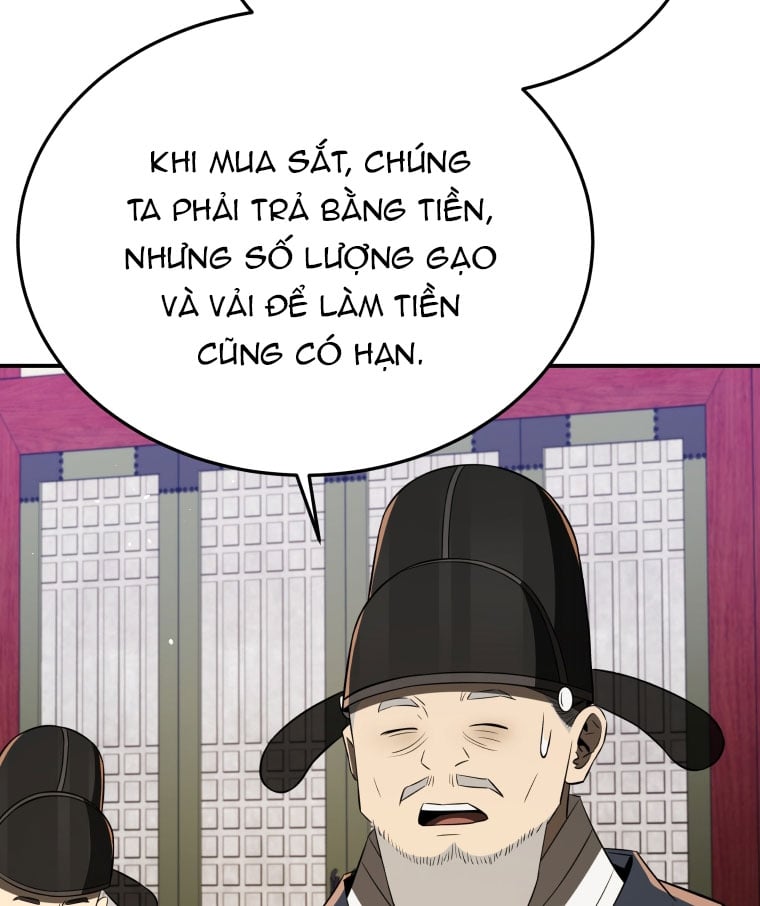 KHI MUA SẮT, CHÚNG
TA PHẢI TRẢ BẰNG TIỀN,
NHƯNG SỐ LƯỢNG GẠO
VÀ VẢI ĐỂ LÀM TIỀN
CŨNG CÓ HẠN.